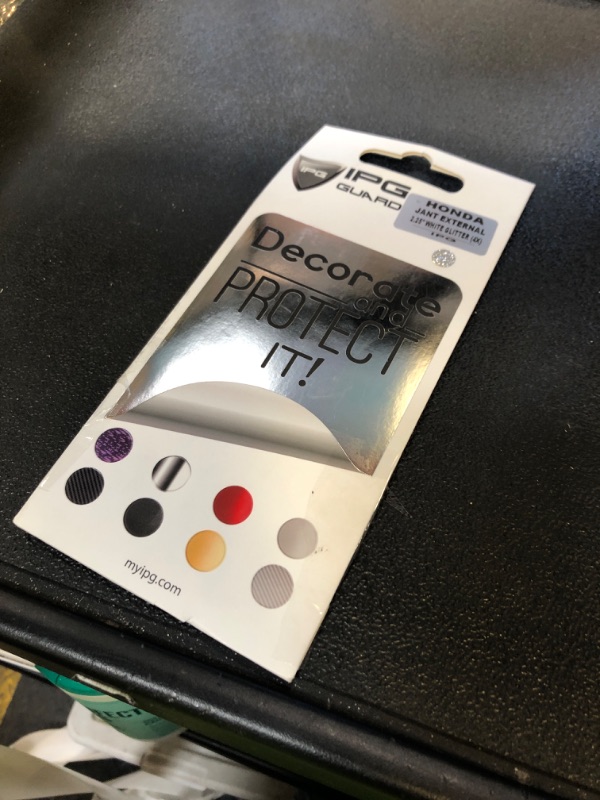 IPG
IPG
GUARD
HONDA
JANT EXTERNAL
2.25" WHITE GLITTER (4X)
Decorate
and
PROTECT
IT!
myipg.com